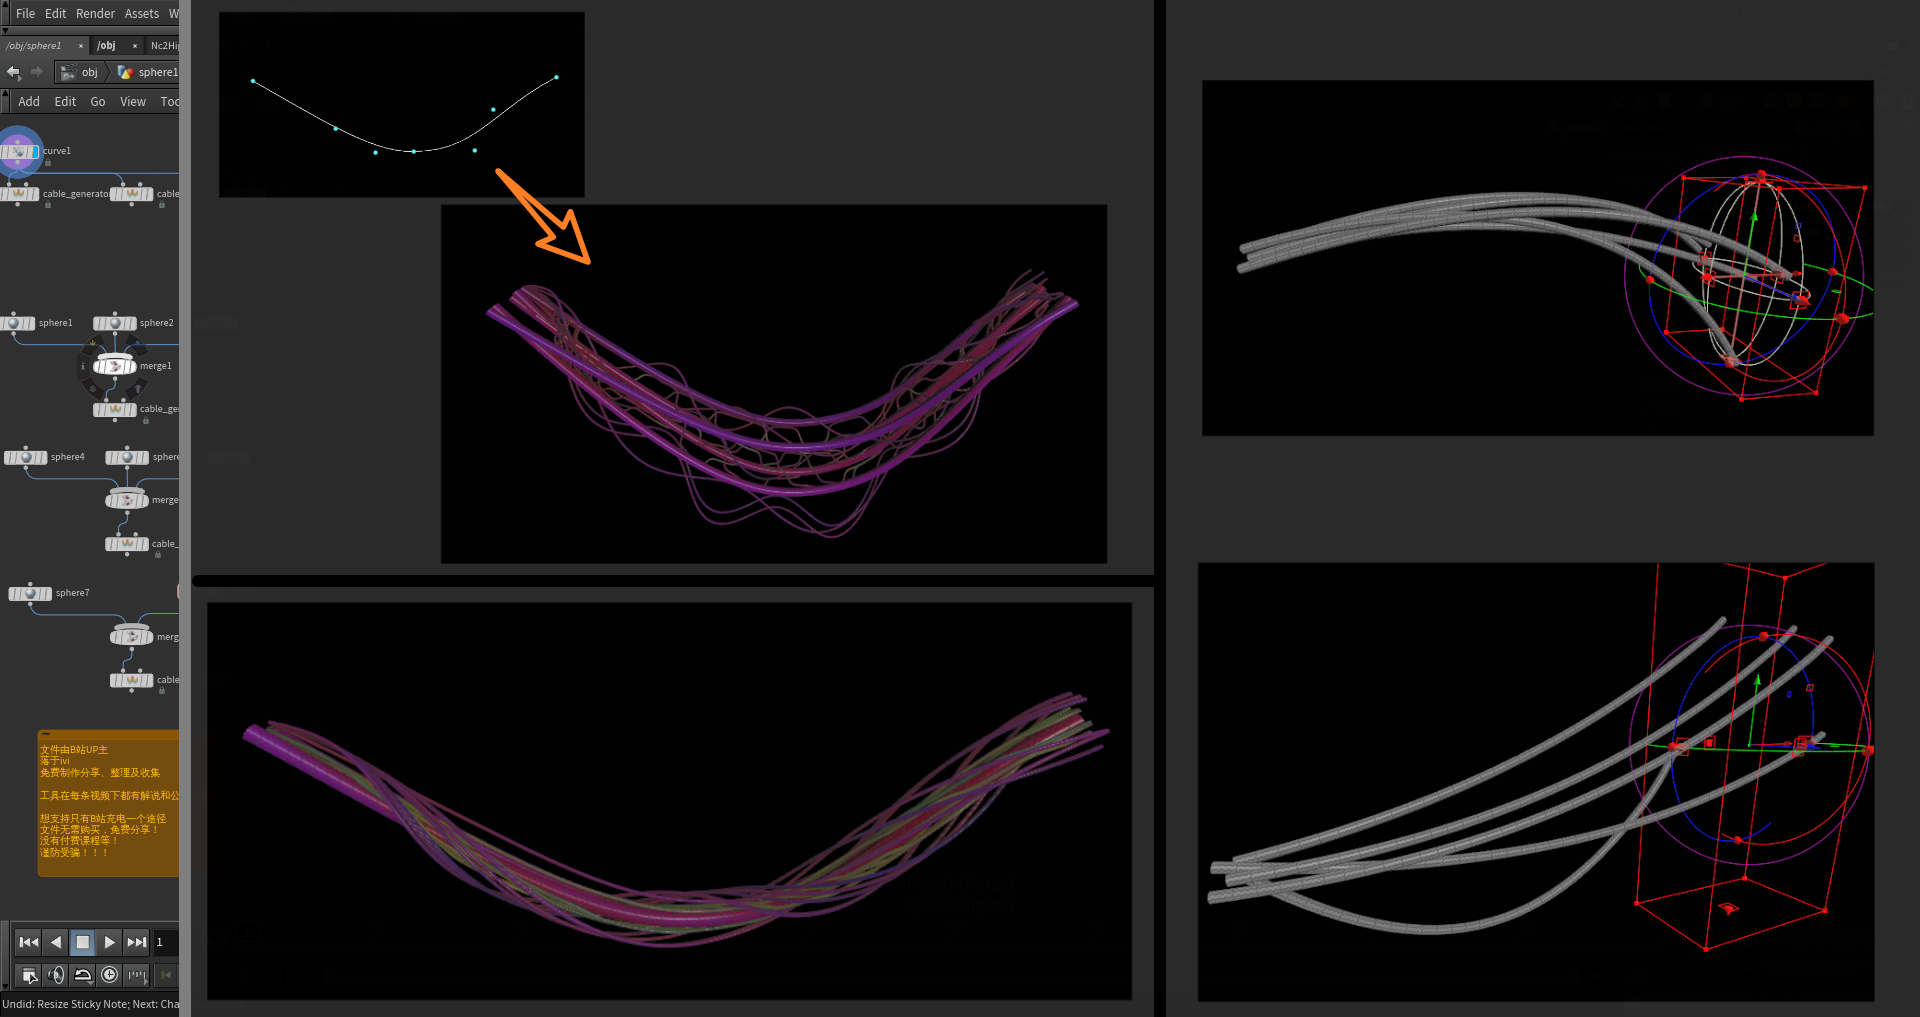 File Edit Render Assets W
/obj/sphere1 × /obj × Nc2Hip
obj sphere1
Add Edit Go View Too
curve1
cable_generato cable
sphere1 sphere2
merge1
cable_ge
sphere4 sphere
merge
cable_
sphere7
merg
cable
文件由B站UP主
落于ivi
免费制作分享、整理及收集
工具在每条视频下都有解说和公
想支持只有B站充电一个途径
文件无需购买，免费分享！
没有付费课程等！
谨防受骗！！！
1
Undid: Resize Sticky Note; Next: Cha